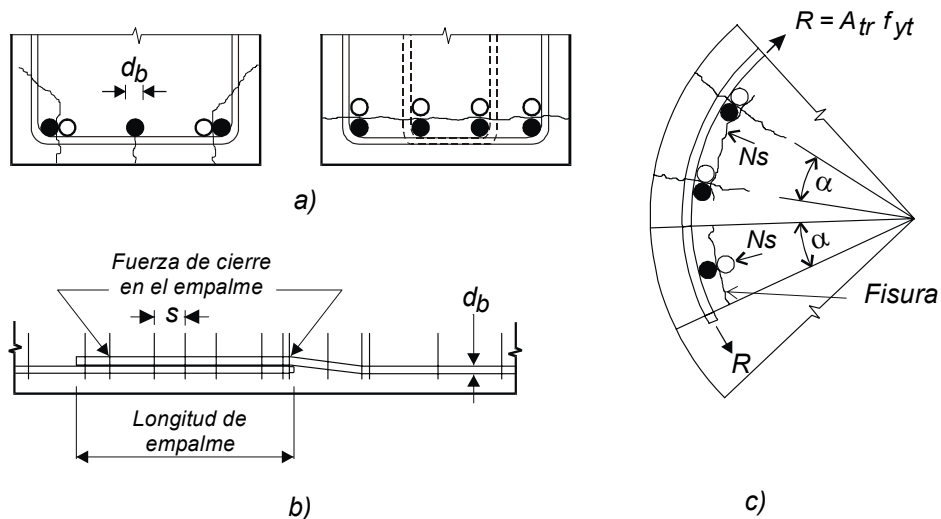 d_b
a)
Fuerza de cierre
en el empalme
s
d_b
Longitud de
empalme
b)
R = A_tr f_yt
Ns
α
α
Ns
Fisura
R
c)